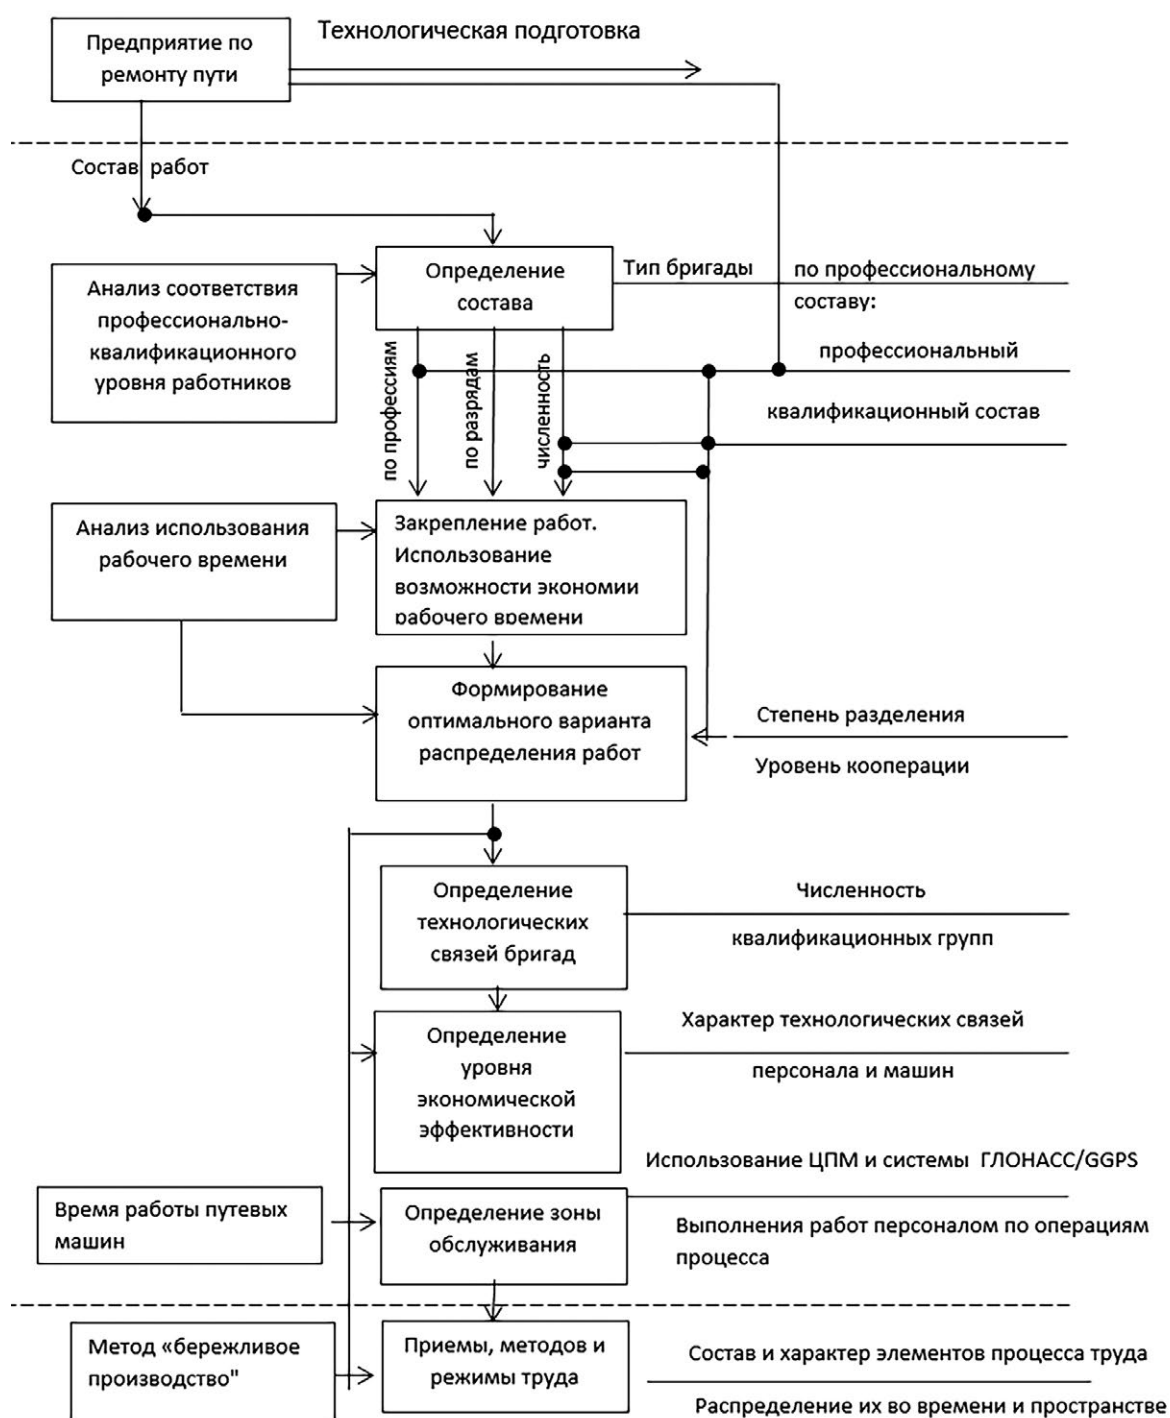 Технологическая подготовка
Предприятие по
ремонту пути
Состав работ
Определение
состава
Тип бригады
по профессиональному
составу:
Анализ соответствия
профессионально-
квалификационного
уровня работников
по профессиям
по разрядам
численность
профессиональный
квалификационный состав
Анализ использования
рабочего времени
Закрепление работ.
Использование
возможности экономии
рабочего времени
Формирование
оптимального варианта
распределения работ
Степень разделения
Уровень кооперации
Определение
технологических
связей бригад
Численность
квалификационных групп
Определение
уровня
экономической
эффективности
Характер технологических связей
персонала и машин
Использование ЦПМ и системы ГЛОНАСС/GGPS
Время работы путевых
машин
Определение зоны
обслуживания
Выполнения работ персоналом по операциям
процесса
Метод «бережливое
производство"
Приемы, методов и
режимы труда
Состав и характер элементов процесса труда
Распределение их во времени и пространстве